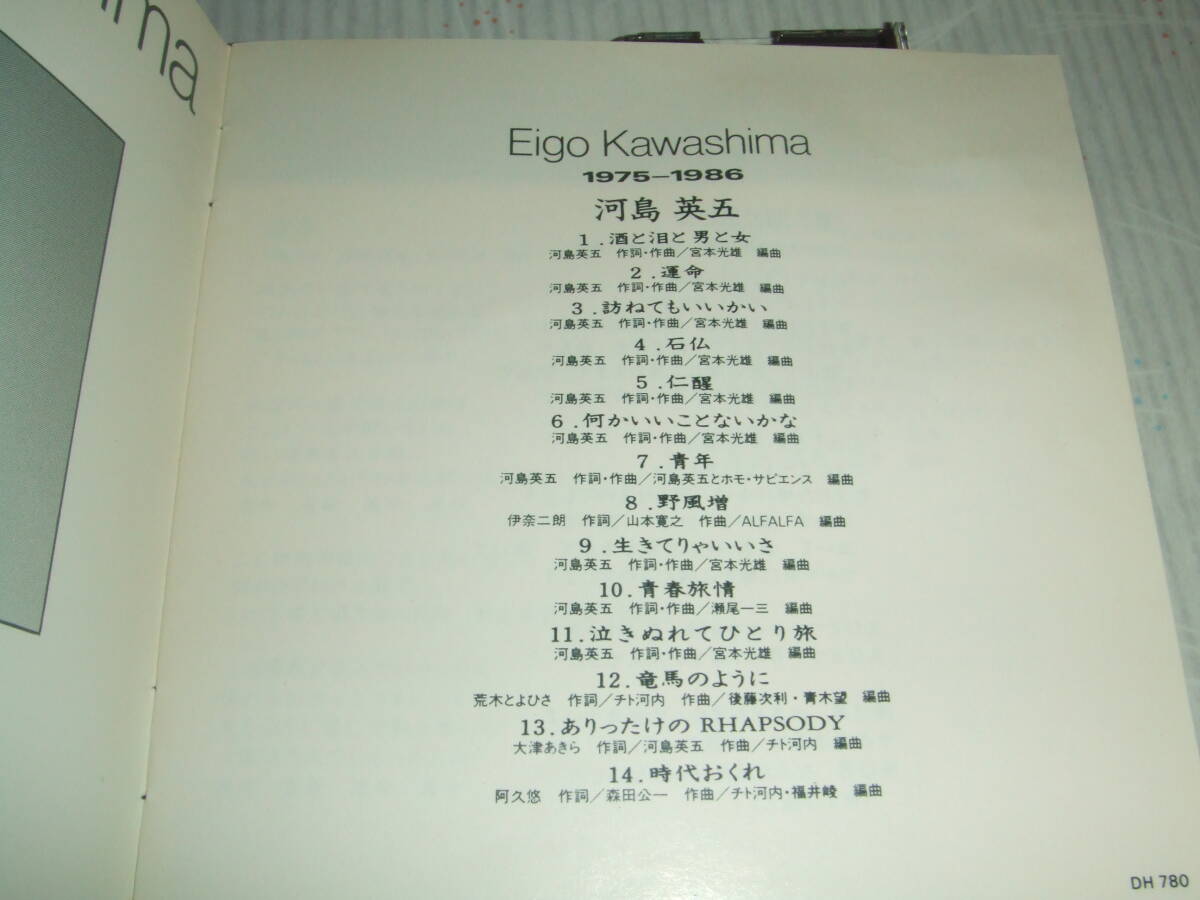 ima
Eigo Kawashima
1975–1986
河島 英五
1.酒と泪と男と女
河島英五 作詞・作曲/宮本光雄 編曲
2.運命
河島英五 作詞・作曲/宮本光雄 編曲
3.訪ねてもいいかい
河島英五 作詞・作曲/宮本光雄 編曲
4.石仏
河島英五 作詞・作曲/宮本光雄 編曲
5.仁醒
河島英五 作詞・作曲/宮本光雄 編曲
6.何かいいことないかな
河島英五 作詞・作曲/宮本光雄 編曲
7.青年
河島英五 作詞・作曲/河島英五とホモ・サピエンス 編曲
8.野風増
伊奈二朗 作詞/山本寛之 作曲/ALFALFA 編曲
9.生きてりゃいいさ
河島英五 作詞・作曲/宮本光雄 編曲
10.青春旅情
河島英五 作詞・作曲/瀬尾一三 編曲
11.泣きぬれてひとり旅
河島英五 作詞・作曲/宮本光雄 編曲
12.竜馬のように
荒木とよひさ 作詞/チト河内 作曲/後藤次利・青木望 編曲
13.ありったけの RHAPSODY
大津あきら 作詞/河島英五 作曲/チト河内 編曲
14.時代おくれ
阿久悠 作詞/森田公一 作曲/チト河内・福井崚 編曲
DH 780